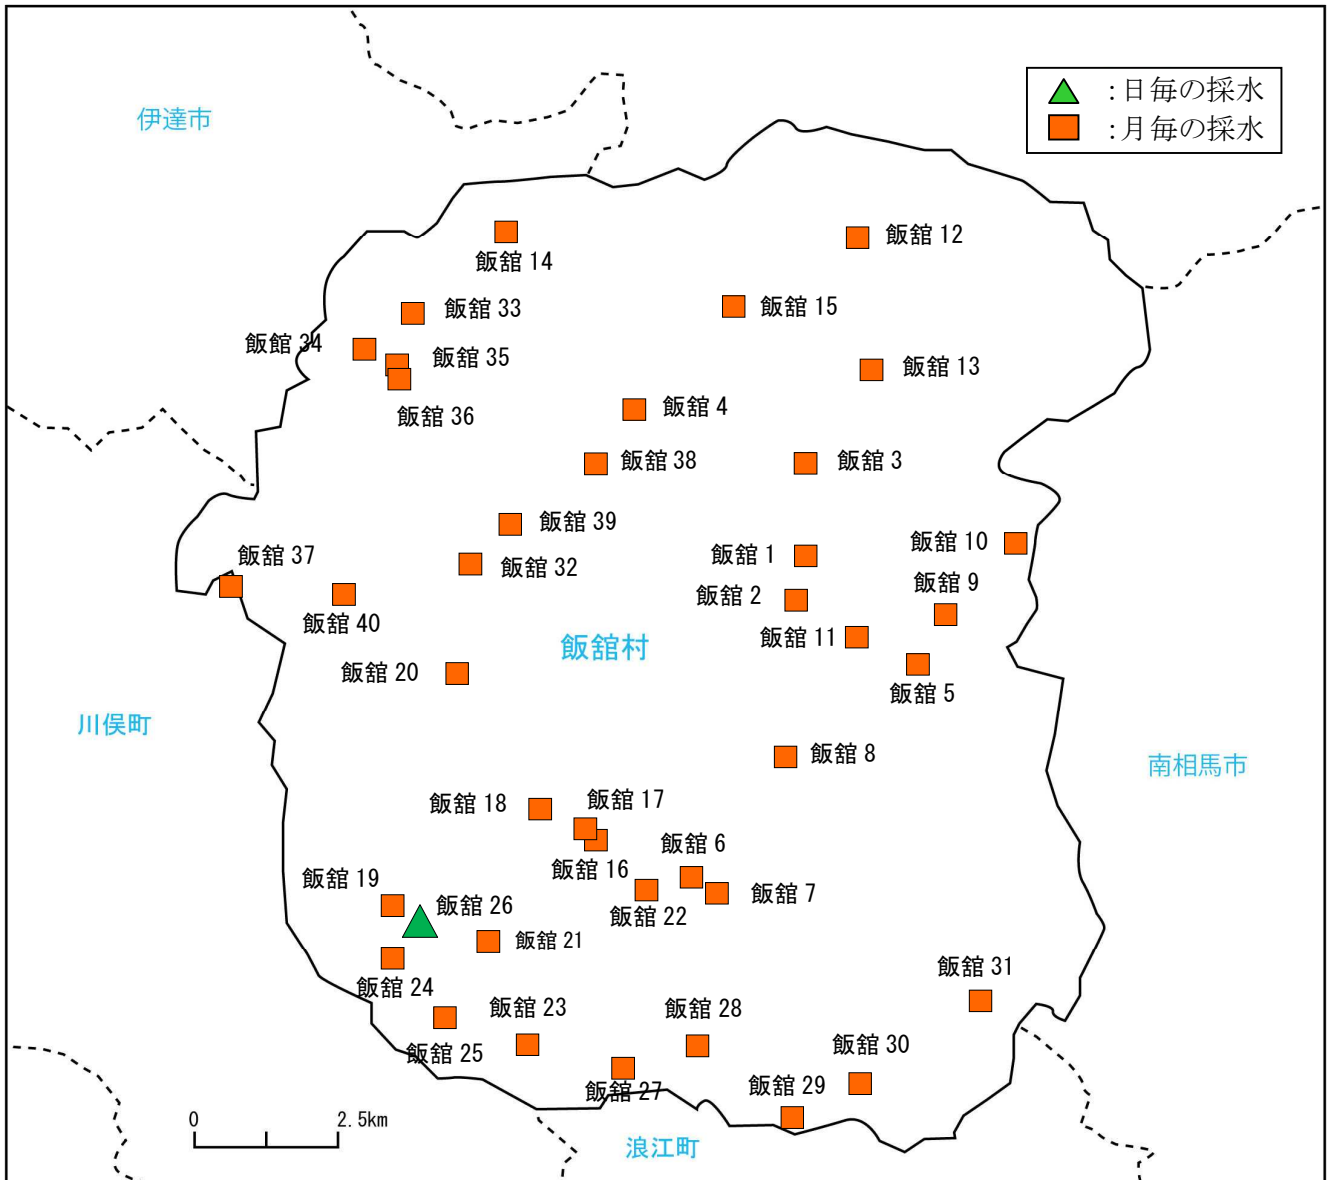 伊達市
:日毎の採水
:月毎の採水
飯舘 12
飯舘 14
飯舘 15
飯舘 33
飯館 34
飯舘 35
飯舘 13
飯舘 36
飯舘 4
飯舘 38
飯舘 3
飯舘 39
飯舘 10
飯舘 37
飯舘 1
飯舘 32
飯舘 9
飯舘 2
飯舘 40
飯舘 11
飯舘村
飯舘 20
飯舘 5
川俣町
飯舘 8
南相馬市
飯舘 18
飯舘 17
飯舘 6
飯舘 16
飯舘 19
飯舘 7
飯舘 26
飯舘 22
飯舘 21
飯舘 31
飯舘 24
飯舘 23
飯舘 28
飯舘 25
飯舘 30
飯舘 27
飯舘 29
0 2.5km
浪江町